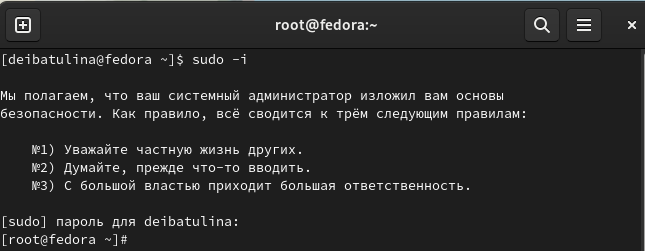 root@fedora:~
[deibatulina@fedora ~]$ sudo -i
Мы полагаем, что ваш системный администратор изложил вам основы
безопасности. Как правило, всё сводится к трём следующим правилам:
№1) Уважайте частную жизнь других.
№2) Думайте, прежде что-то вводить.
№3) С большой властью приходит большая ответственность.
[sudo] пароль для deibatulina:
[root@fedora ~]#